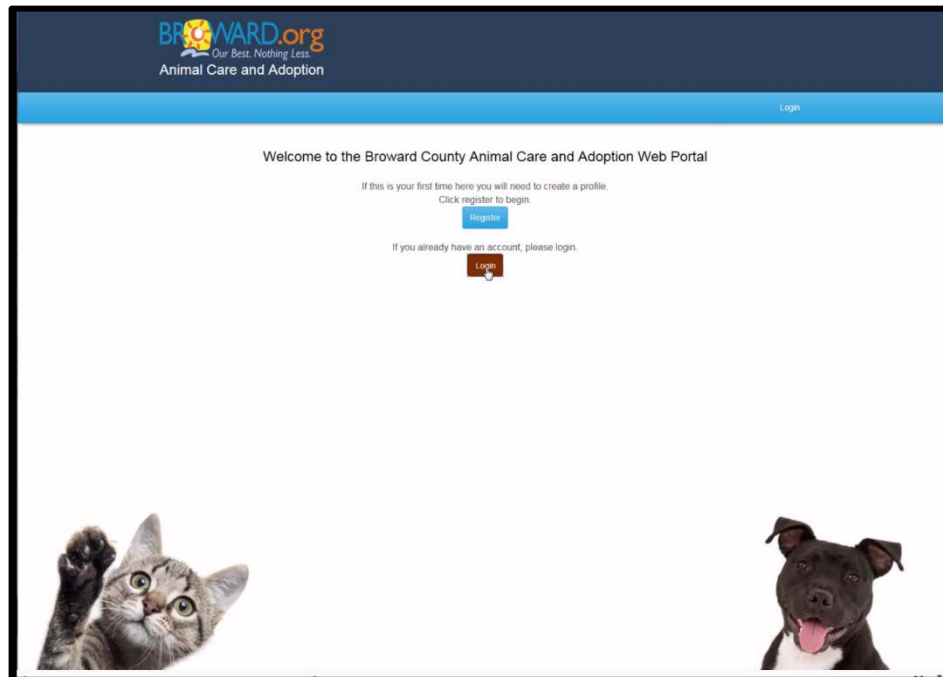 BROWARD.org
Our Best. Nothing Less.
Animal Care and Adoption
Login
Welcome to the Broward County Animal Care and Adoption Web Portal
If this is your first time here you will need to create a profile.
Click register to begin.
Register
If you already have an account, please login.
Login